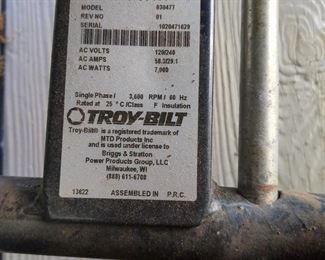 MODEL 030477
REV NO 01
SERIAL 1020471029
AC VOLTS 120/240
AC AMPS 58.3/29.1
AC WATTS 7,000
Single Phase / 3,600 RPM / 60 Hz
Rated at 25 ° C /Class F Insulation
TROY-BILT
Troy-Bilt® is a registered trademark of
MTD Products Inc
and is used under license to
Briggs & Stratton
Power Products Group, LLC
Milwaukee, WI
(888) 611-6708
13622 ASSEMBLED IN P.R.C.